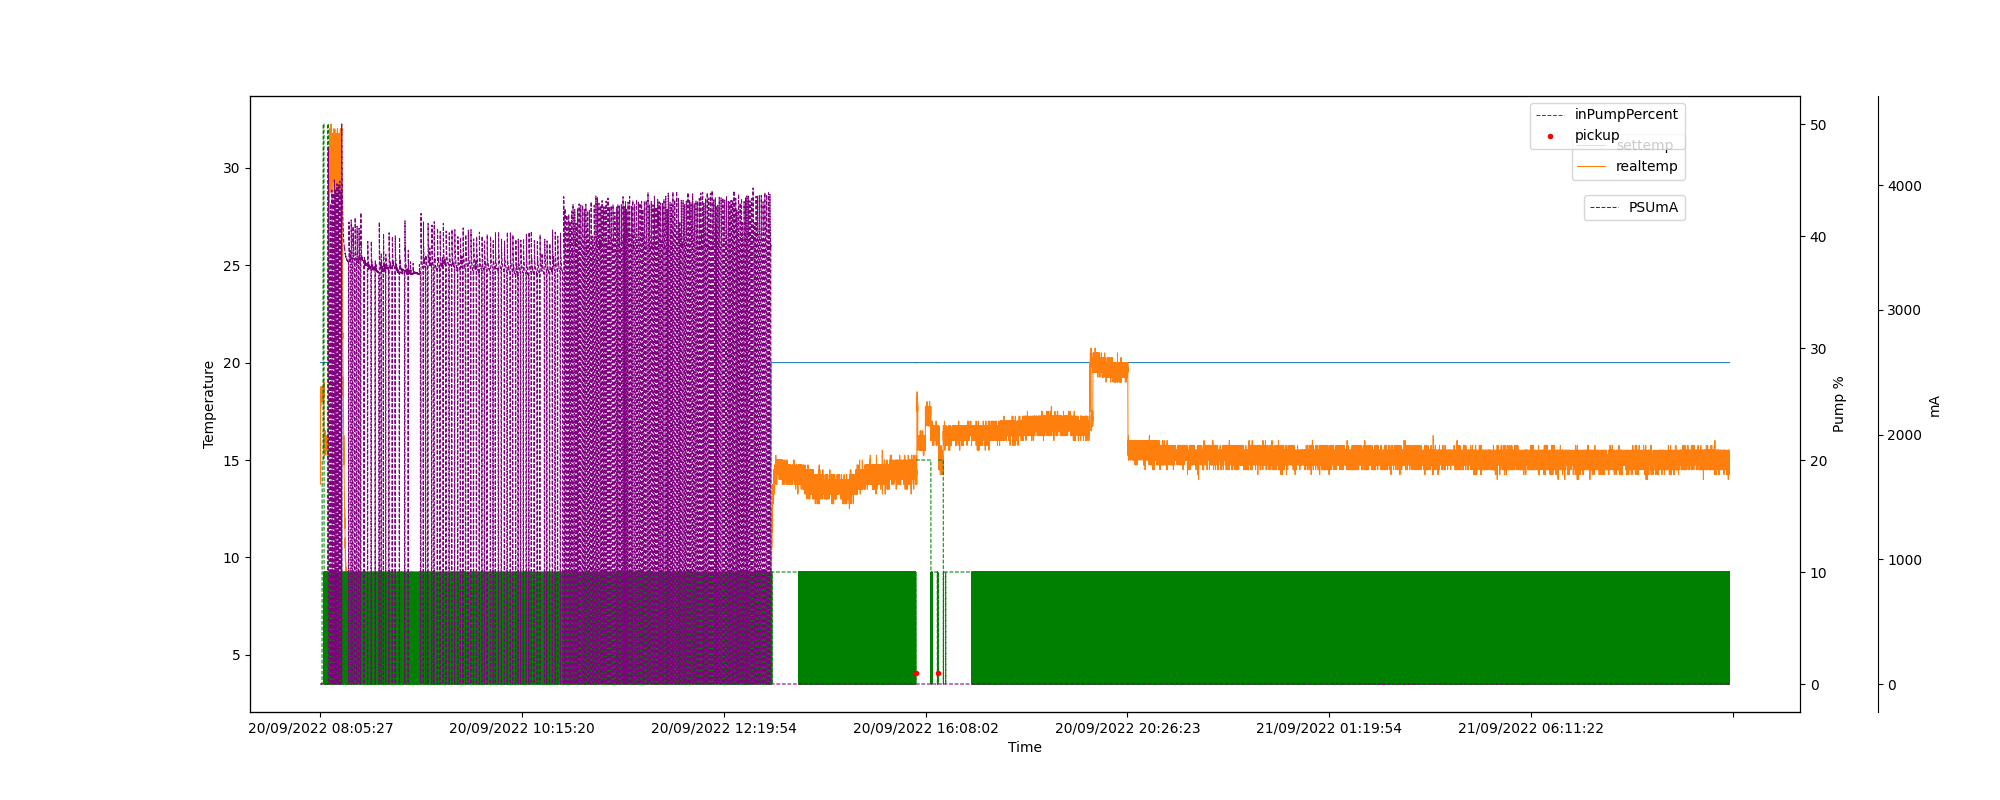 inPumpPercent
pickup
settemp
realtemp
PSUmA
30
25
20
15
10
5
Temperature
50
40
30
20
10
0
Pump %
4000
3000
2000
1000
0
mA
20/09/2022 08:05:27
20/09/2022 10:15:20
20/09/2022 12:19:54
20/09/2022 16:08:02
20/09/2022 20:26:23
21/09/2022 01:19:54
21/09/2022 06:11:22
Time